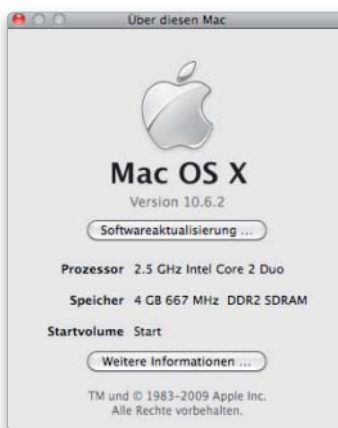 Über diesen Mac
Mac OS X
Version 10.6.2
Softwareaktualisierung ...
Prozessor 2.5 GHz Intel Core 2 Duo
Speicher 4 GB 667 MHz DDR2 SDRAM
Startvolume Start
Weitere Informationen ...
TM und © 1983–2009 Apple Inc.
Alle Rechte vorbehalten.